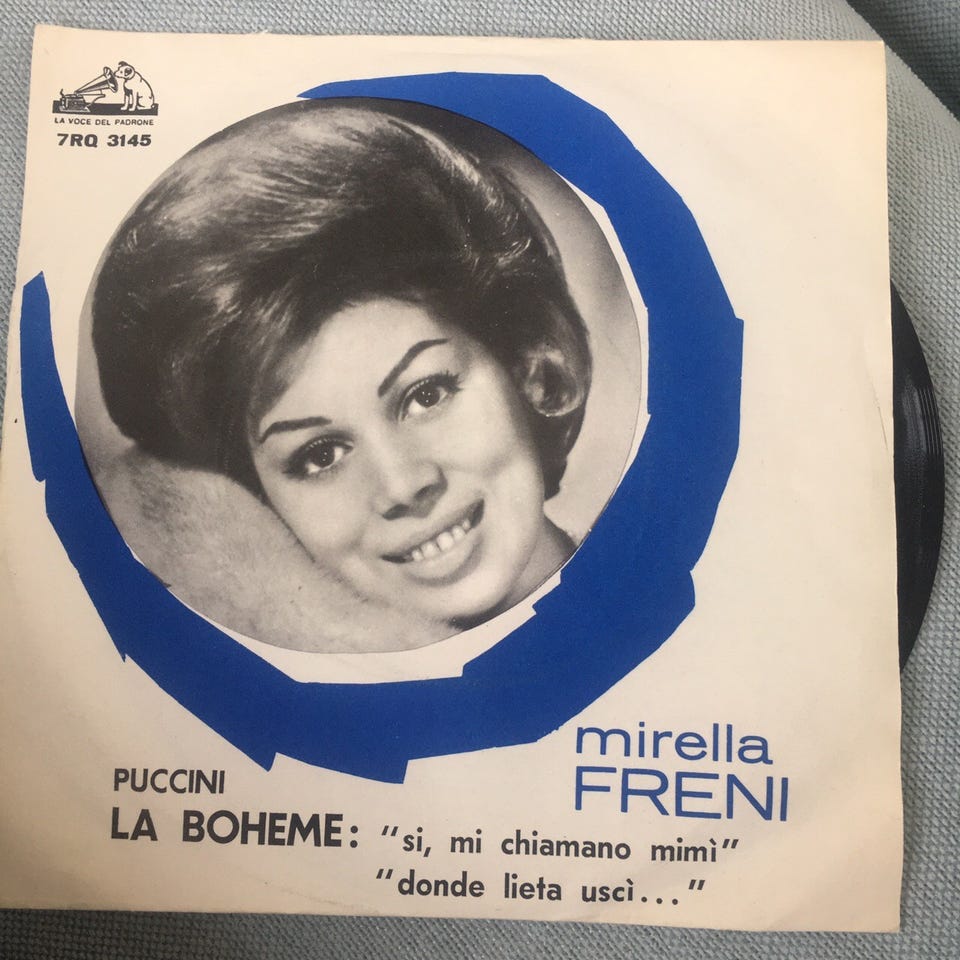 LA VOCE DEL PADRONE
7RQ 3145
mirella
FRENI
PUCCINI
LA BOHEME: "si, mi chiamano mimì"
"donde lieta uscì..."